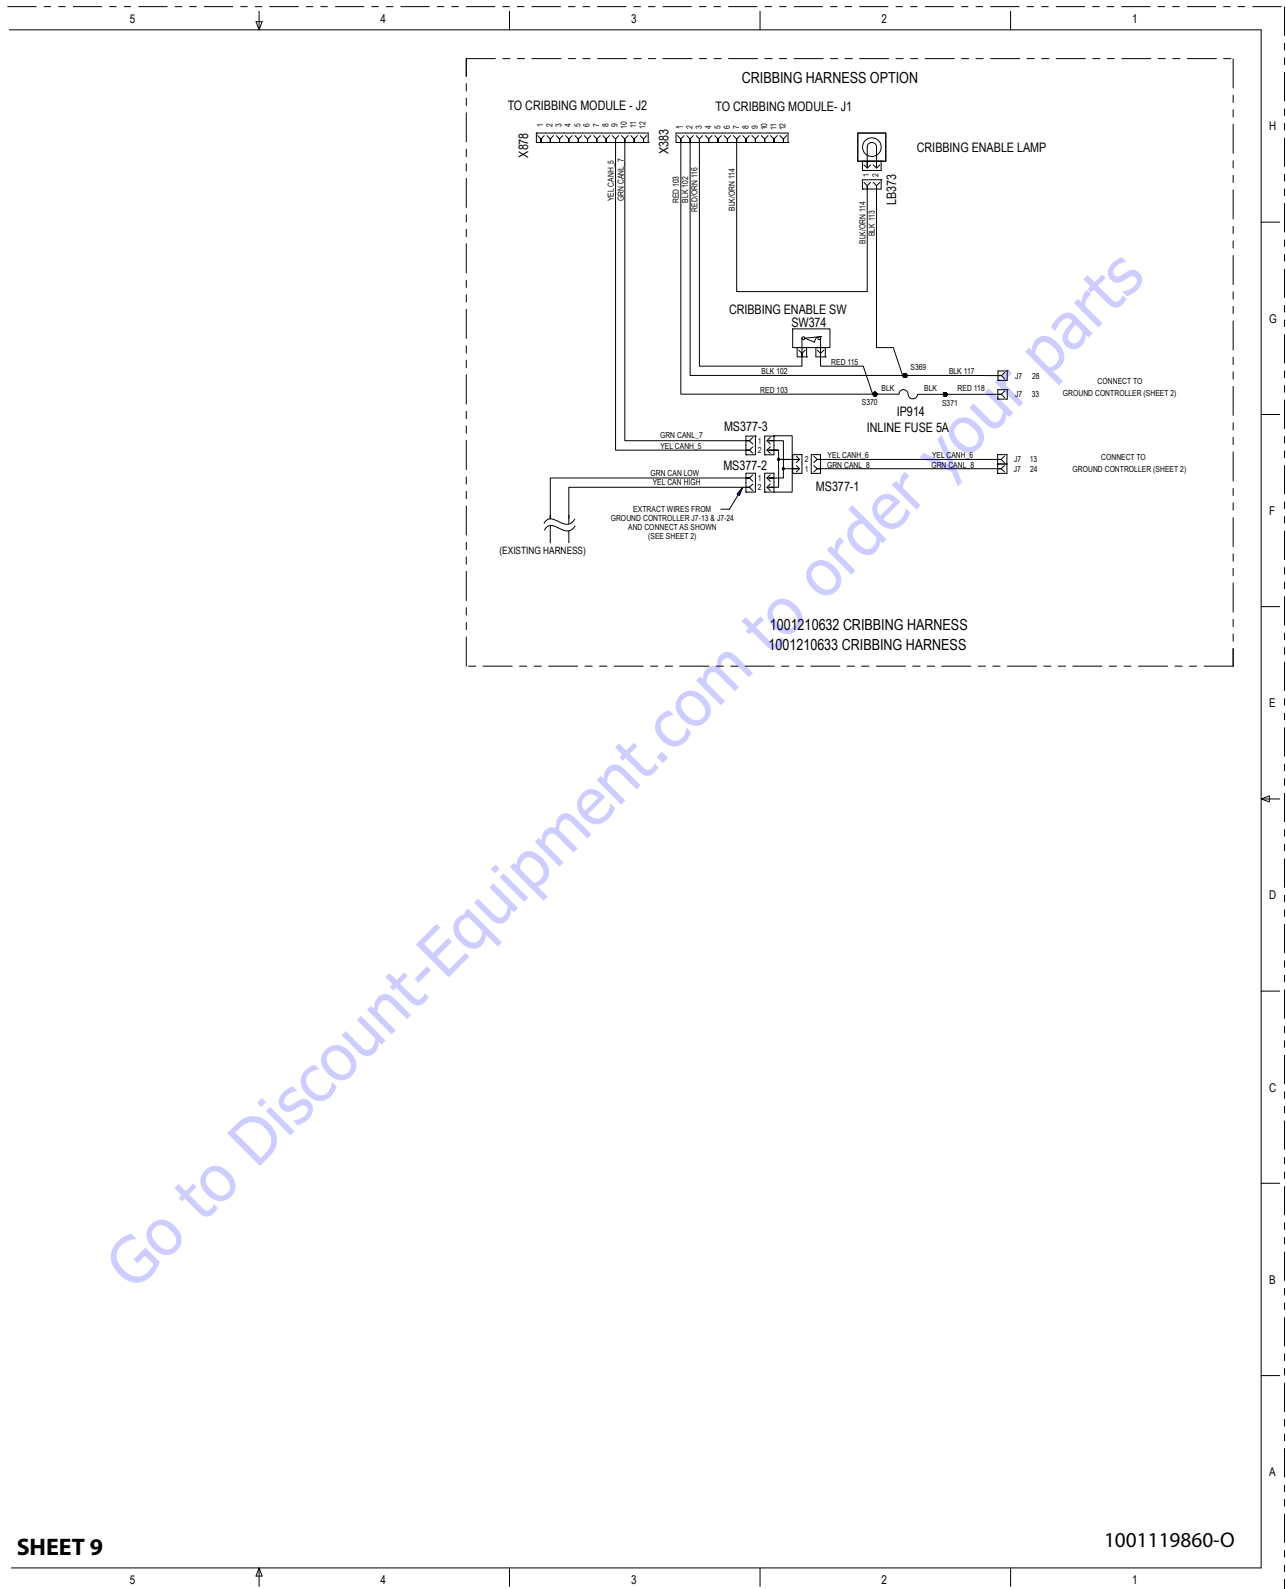 5 4 3 2 1
CRIBBING HARNESS OPTION
TO CRIBBING MODULE - J2
TO CRIBBING MODULE- J1
X878
1 2 3 4 5 6 7 8 9 10 11 12
X383
1 2 3 4 5 6 7 8 9 10 11 12
CRIBBING ENABLE LAMP
1 2
LB373
YEL CANH_5
GRN CANL_7
RED 103
BLK 102
RED/ORN 116
BLK/ORN 114
BLK/ORN 114
BLK 113
CRIBBING ENABLE SW
SW374
RED 115
BLK 102
S369
BLK 117
J7 28
RED 103
BLK
BLK
RED 118
J7 33
CONNECT TO
GROUND CONTROLLER (SHEET 2)
S370
S371
IP914
INLINE FUSE 5A
MS377-3
GRN CANL_7
1
YEL CANH_5
2
MS377-2
GRN CAN LOW
1
YEL CAN HIGH
2
2
YEL CANH_6
YEL CANH_6
J7 13
1
GRN CANL_8
GRN CANL_8
J7 24
CONNECT TO
GROUND CONTROLLER (SHEET 2)
MS377-1
EXTRACT WIRES FROM
GROUND CONTROLLER J7-13 & J7-24
AND CONNECT AS SHOWN
(SEE SHEET 2)
(EXISTING HARNESS)
1001210632 CRIBBING HARNESS
1001210633 CRIBBING HARNESS
H
G
F
E
D
C
B
A
Go to Discount-Equipment.com to order your parts
SHEET 9
1001119860-O
5 4 3 2 1